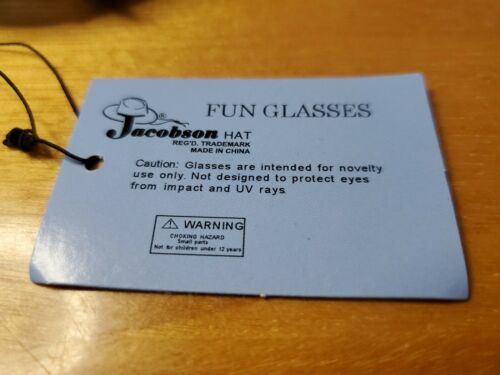 FUN GLASSES
Jacobson HAT
®
REG'D. TRADEMARK
MADE IN CHINA
Caution: Glasses are intended for novelty
use only. Not designed to protect eyes
from impact and UV rays.
⚠ WARNING
CHOKING HAZARD
Small parts
Not for children under 12 years